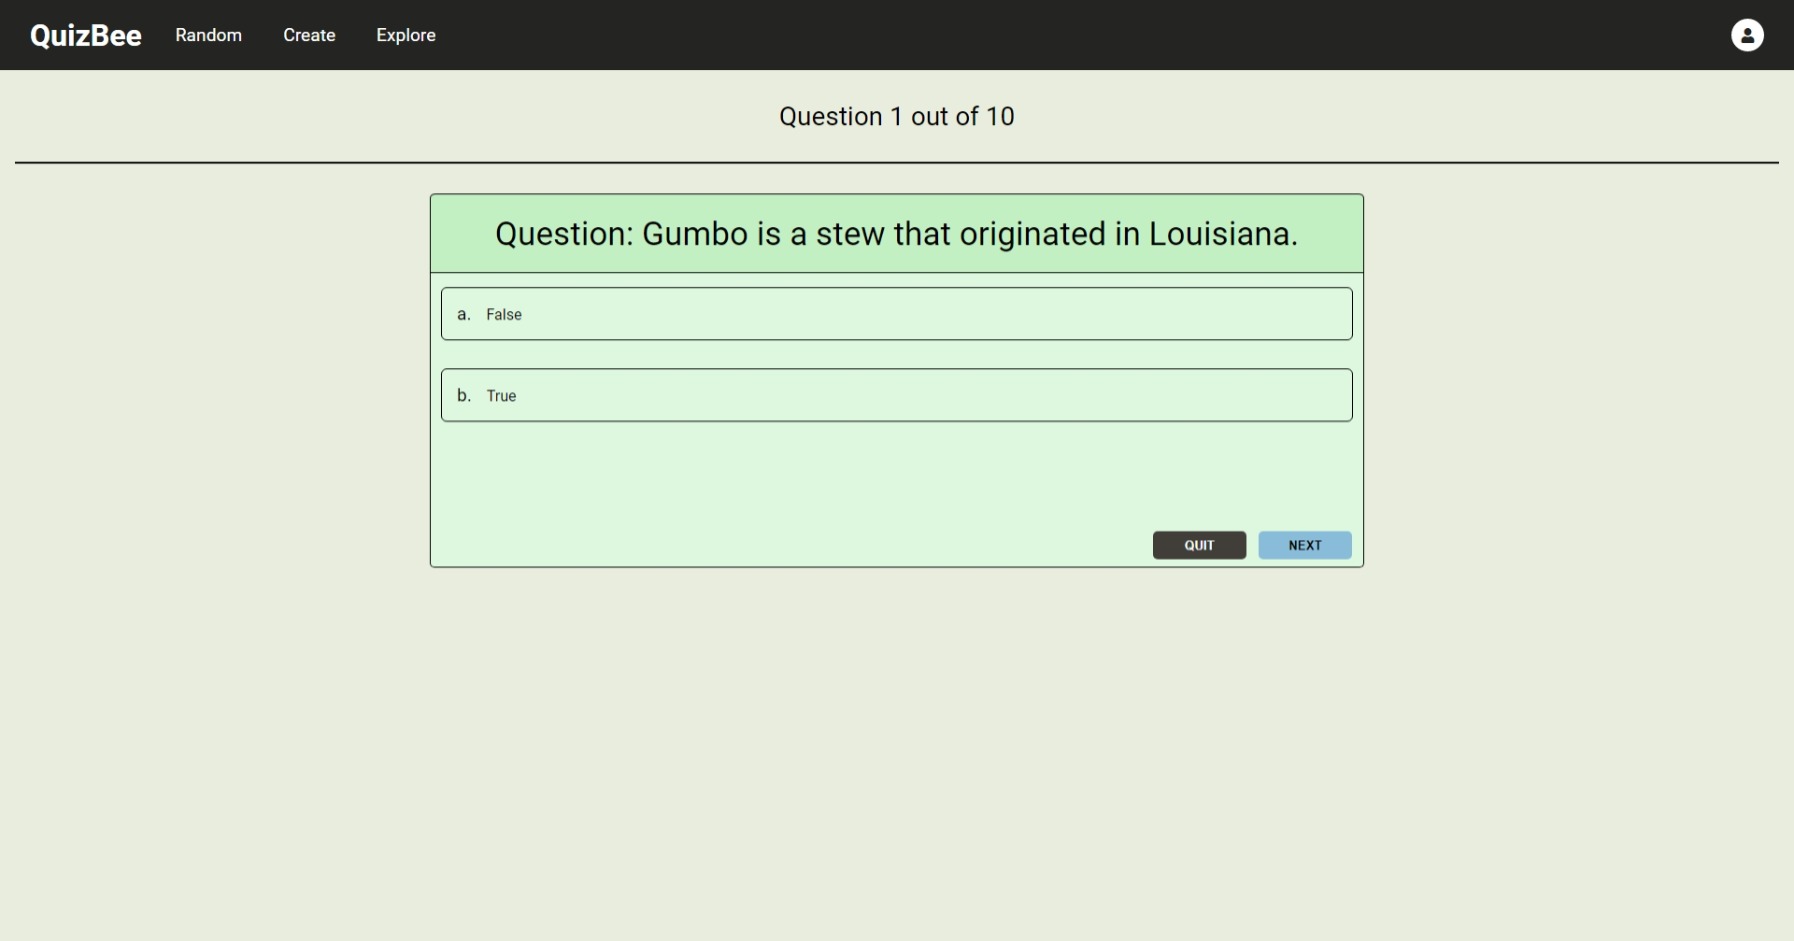 QuizBee Random Create Explore
Question 1 out of 10
Question: Gumbo is a stew that originated in Louisiana.
a. False
b. True
QUIT NEXT